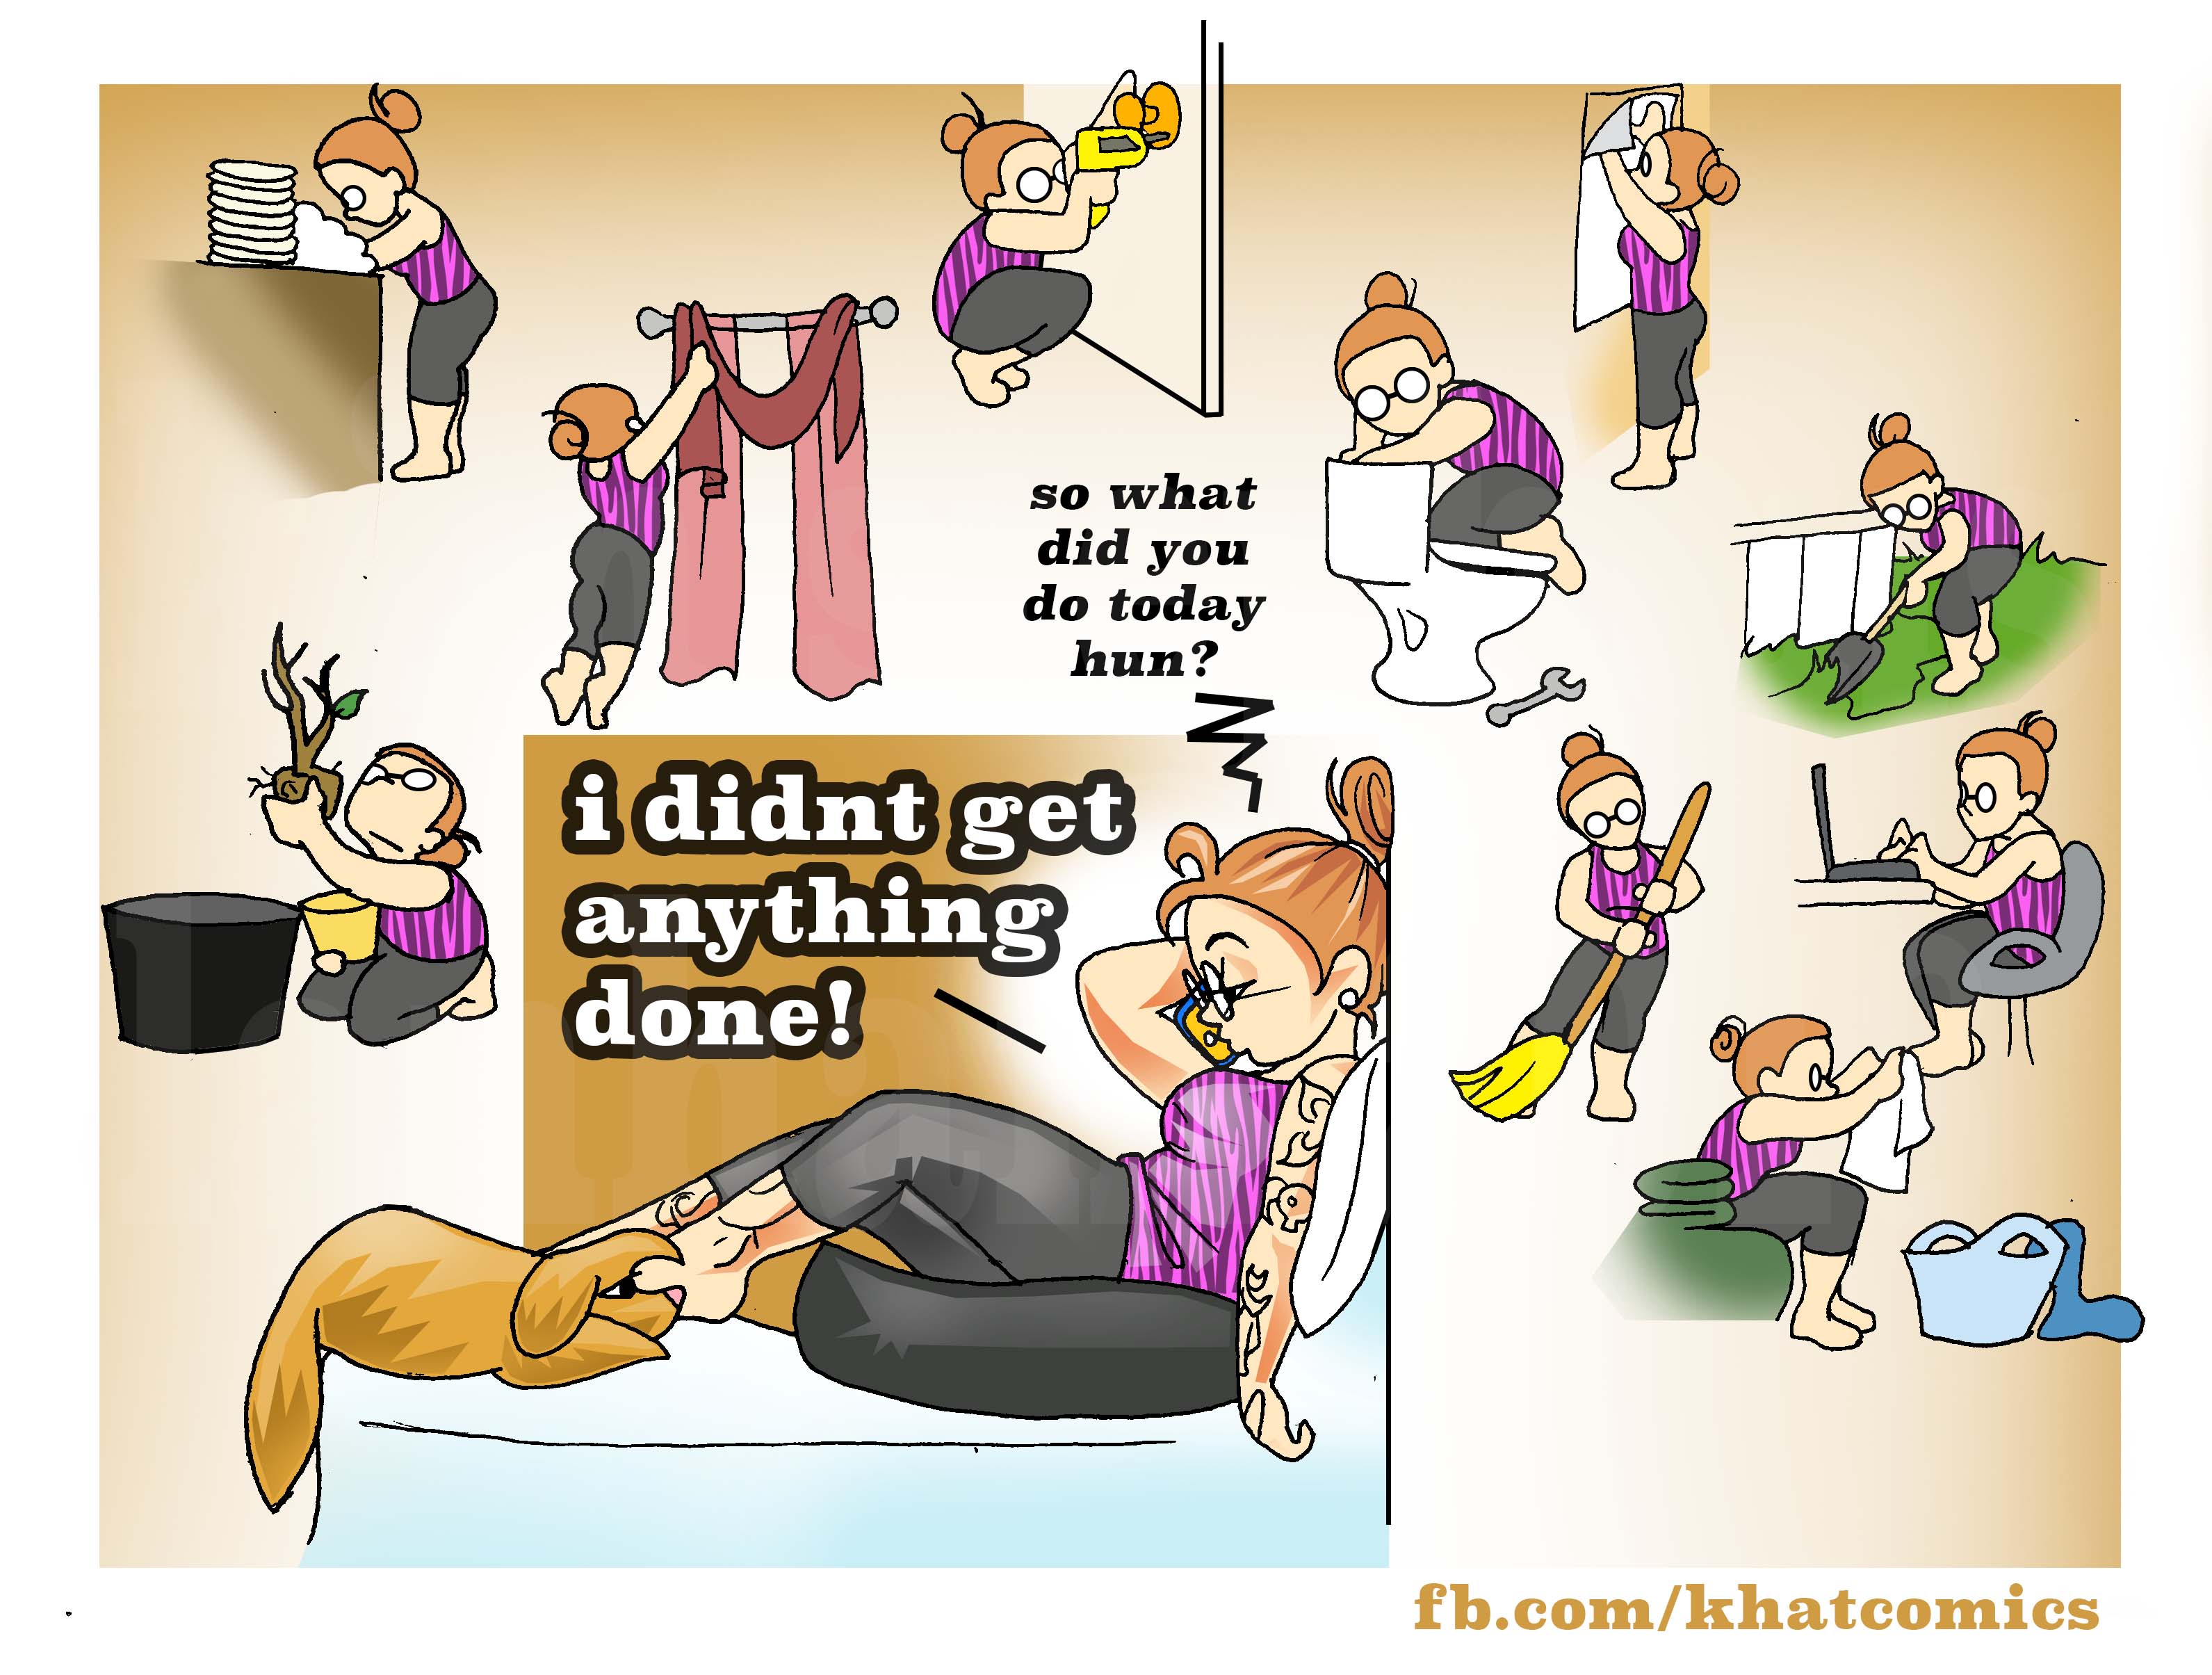 so what
did you
do today
hun?
i didnt get
anything
done!
fb.com/khatcomics